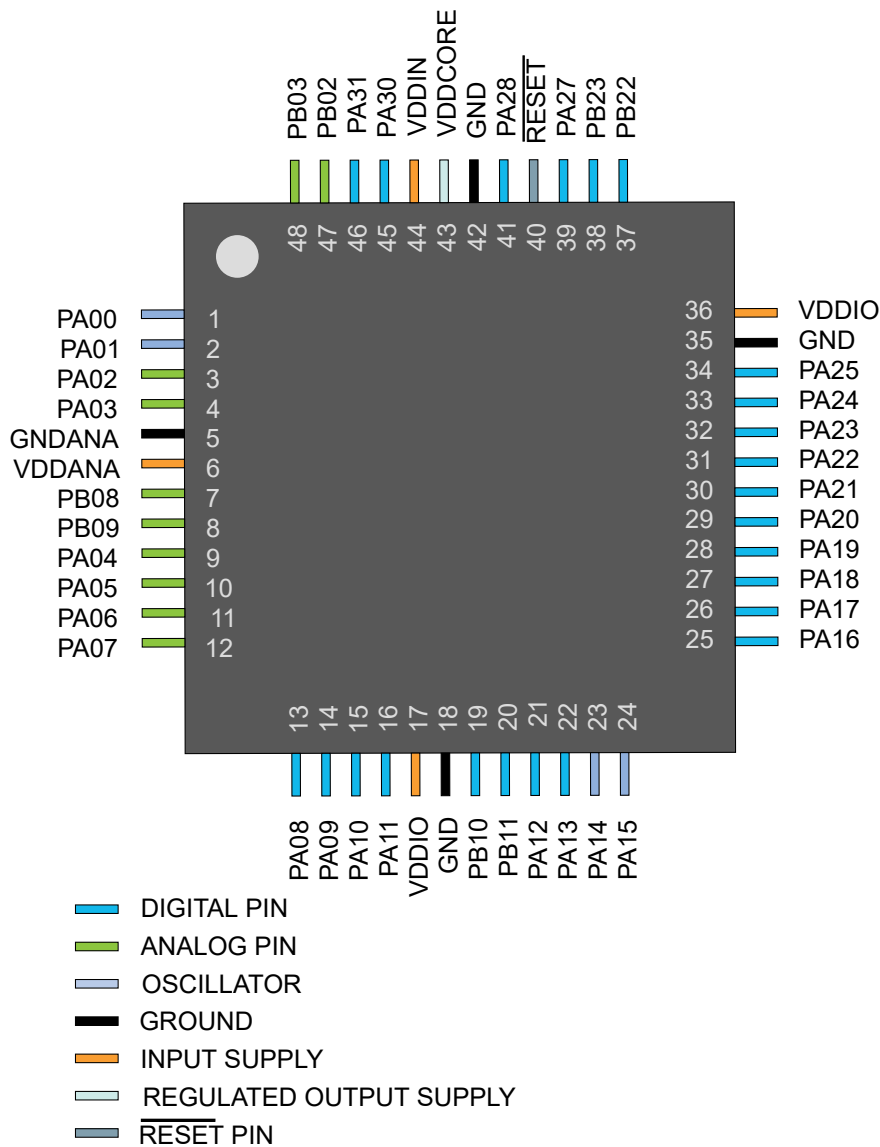 PB03
PB02
PA31
PA30
VDDIN
VDDCORE
GND
PA28
RESET
PA27
PB23
PB22
48
47
46
45
44
43
42
41
40
39
38
37
PA00 1
PA01 2
PA02 3
PA03 4
GNDANA 5
VDDANA 6
PB08 7
PB09 8
PA04 9
PA05 10
PA06 11
PA07 12
36 VDDIO
35 GND
34 PA25
33 PA24
32 PA23
31 PA22
30 PA21
29 PA20
28 PA19
27 PA18
26 PA17
25 PA16
13
14
15
16
17
18
19
20
21
22
23
24
PA08
PA09
PA10
PA11
VDDIO
GND
PB10
PB11
PA12
PA13
PA14
PA15
DIGITAL PIN
ANALOG PIN
OSCILLATOR
GROUND
INPUT SUPPLY
REGULATED OUTPUT SUPPLY
RESET PIN